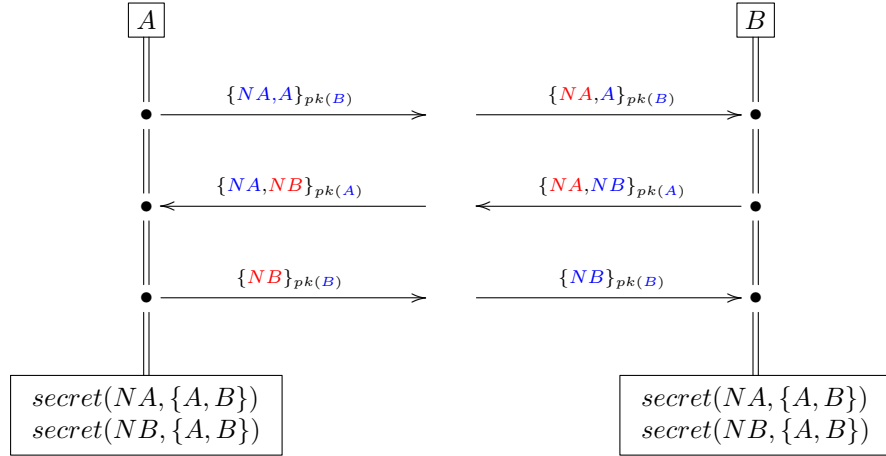 A B
{NA,A}pk(B) {NA,A}pk(B)
{NA,NB}pk(A) {NA,NB}pk(A)
{NB}pk(B) {NB}pk(B)
secret(NA, {A, B}) secret(NA, {A, B})
secret(NB, {A, B}) secret(NB, {A, B})